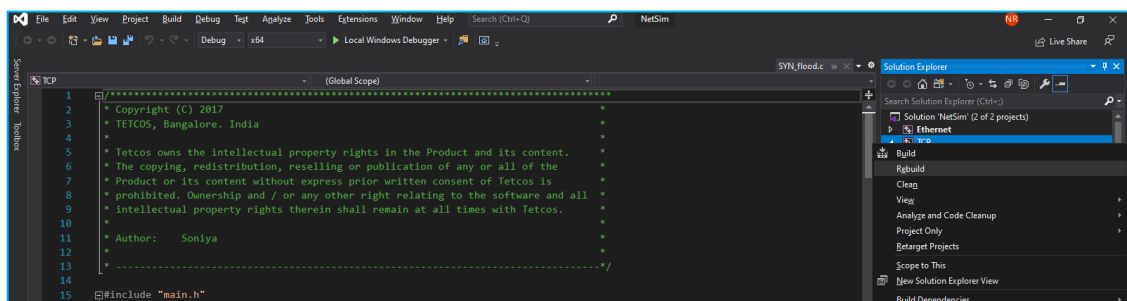 File Edit View Project Build Debug Test Analyze Tools Extensions Window Help Search (Ctrl+Q) NetSim NR
Debug x64 Local Windows Debugger Live Share
SYN_flood.c Solution Explorer
TCP (Global Scope)
Server Explorer
Toolbox
Search Solution Explorer (Ctrl+;)
Solution 'NetSim' (2 of 2 projects)
Ethernet
TCP
1 /************************************************************************************
2 * Copyright (C) 2017 *
3 * TETCOS, Bangalore. India *
4 * *
5 * Tetcos owns the intellectual property rights in the Product and its content. *
6 * The copying, redistribution, reselling or publication of any or all of the *
7 * Product or its content without express prior written consent of Tetcos is *
8 * prohibited. Ownership and / or any other right relating to the software and all *
9 * intellectual property rights therein shall remain at all times with Tetcos. *
10 * *
11 * Author: Soniya *
12 * *
13 * ---------------------------------------------------------------------------------*/
14
15 #include "main.h"
Build
Rebuild
Clean
View
Analyze and Code Cleanup
Project Only
Retarget Projects
Scope to This
New Solution Explorer View
Build Dependencies